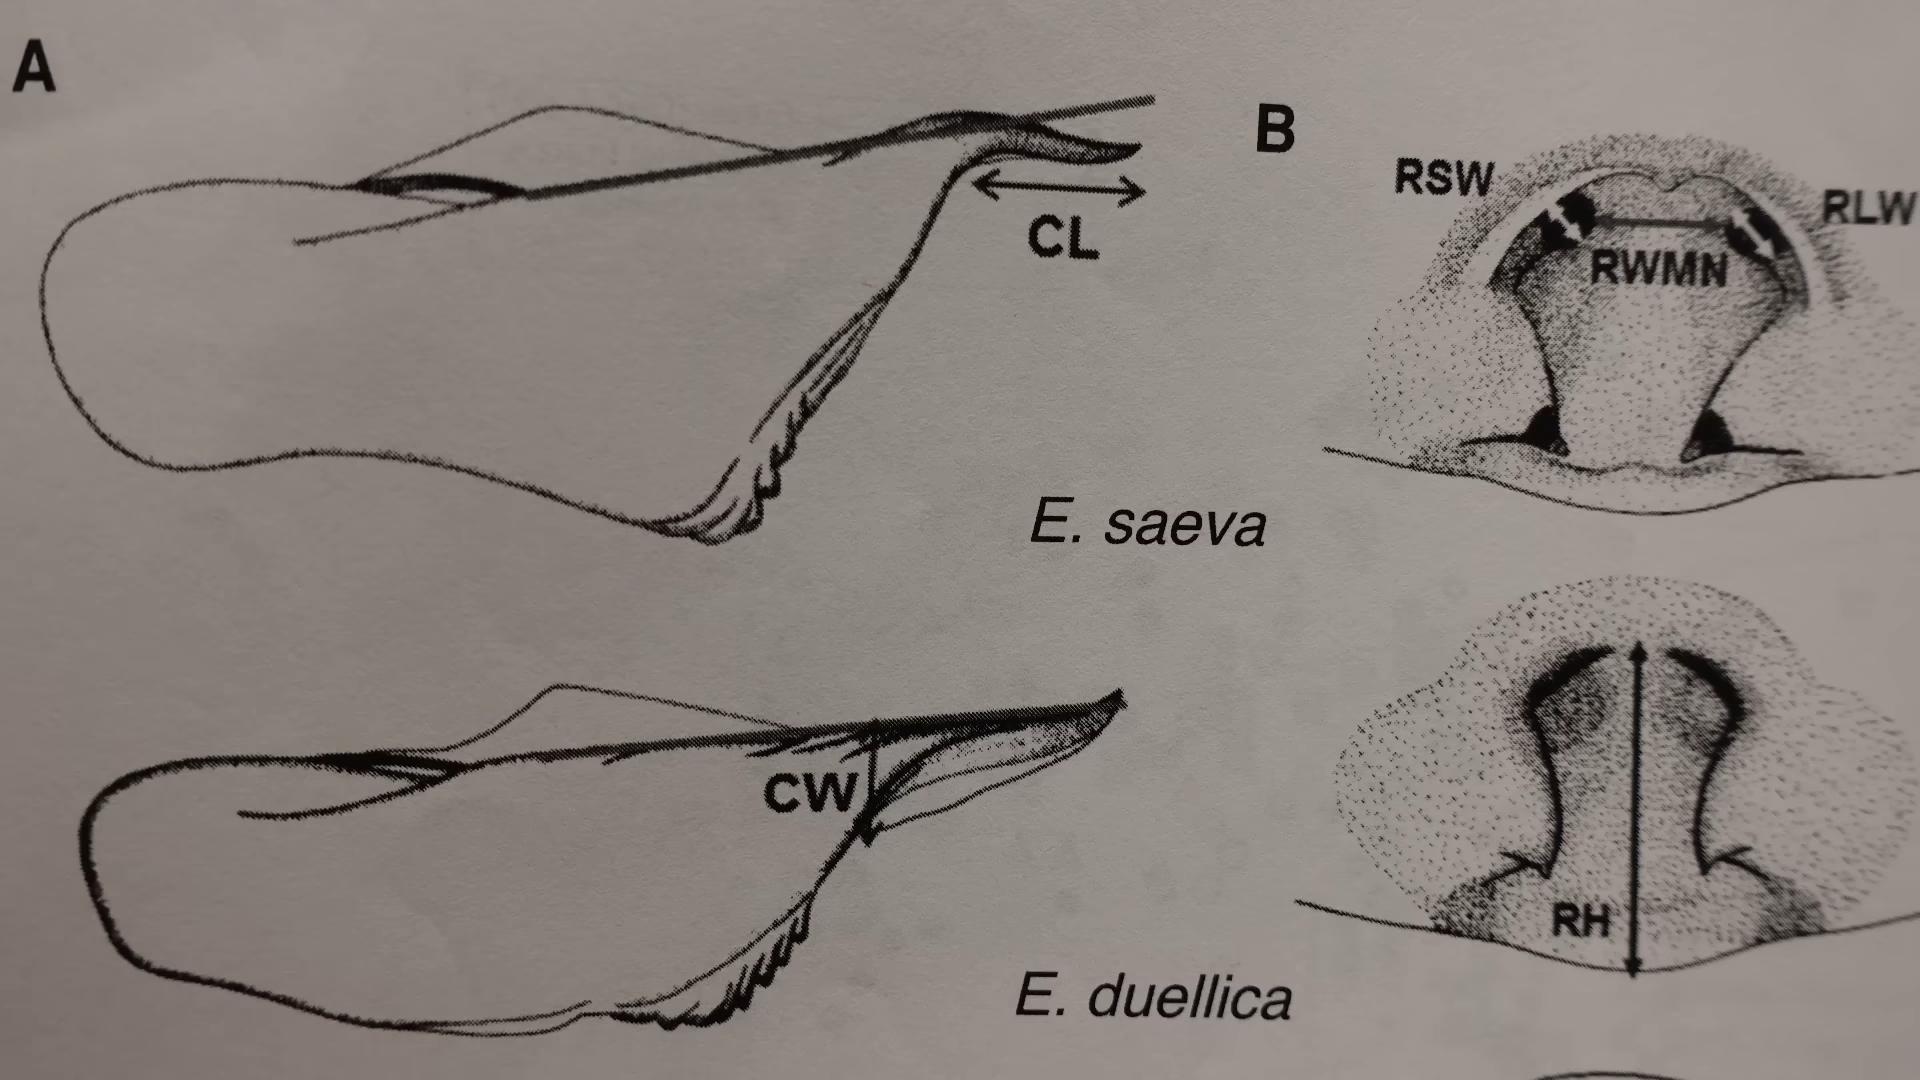 A
B
RSW
RLW
RWMN
CL
E. saeva
CW
RH
E. duellica